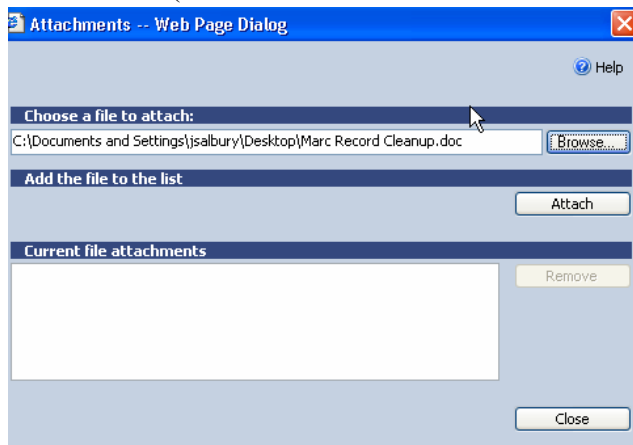 Attachments -- Web Page Dialog
Help
Choose a file to attach:
C:\Documents and Settings\jsalbury\Desktop\Marc Record Cleanup.doc Browse...
Add the file to the list
Attach
Current file attachments
Remove
Close